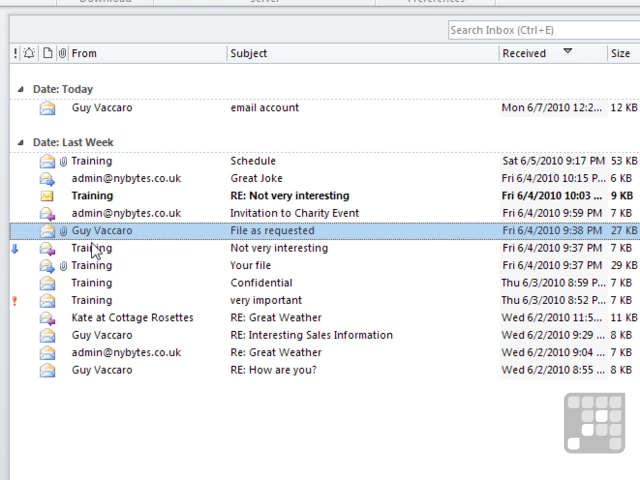 Search Inbox (Ctrl+E)
! From Subject Received Size
Date: Today
Guy Vaccaro email account Mon 6/7/2010 12:2... 12 KB
Date: Last Week
Training Schedule Sat 6/5/2010 9:17 PM 53 KB
admin@nybytes.co.uk Great Joke Fri 6/4/2010 10:15 P... 6 KB
Training RE: Not very interesting Fri 6/4/2010 10:03 ... 9 KB
admin@nybytes.co.uk Invitation to Charity Event Fri 6/4/2010 9:59 PM 7 KB
Guy Vaccaro File as requested Fri 6/4/2010 9:38 PM 27 KB
Training Not very interesting Fri 6/4/2010 9:37 PM 7 KB
Training Your file Fri 6/4/2010 9:37 PM 29 KB
Training Confidential Thu 6/3/2010 8:59 P... 7 KB
Training very important Thu 6/3/2010 8:52 P... 7 KB
Kate at Cottage Rosettes RE: Great Weather Wed 6/2/2010 11:5... 11 KB
Guy Vaccaro RE: Interesting Sales Information Wed 6/2/2010 9:29 ... 8 KB
admin@nybytes.co.uk Re: Great Weather Wed 6/2/2010 9:04 ... 7 KB
Guy Vaccaro RE: How are you? Wed 6/2/2010 8:55 ... 8 KB